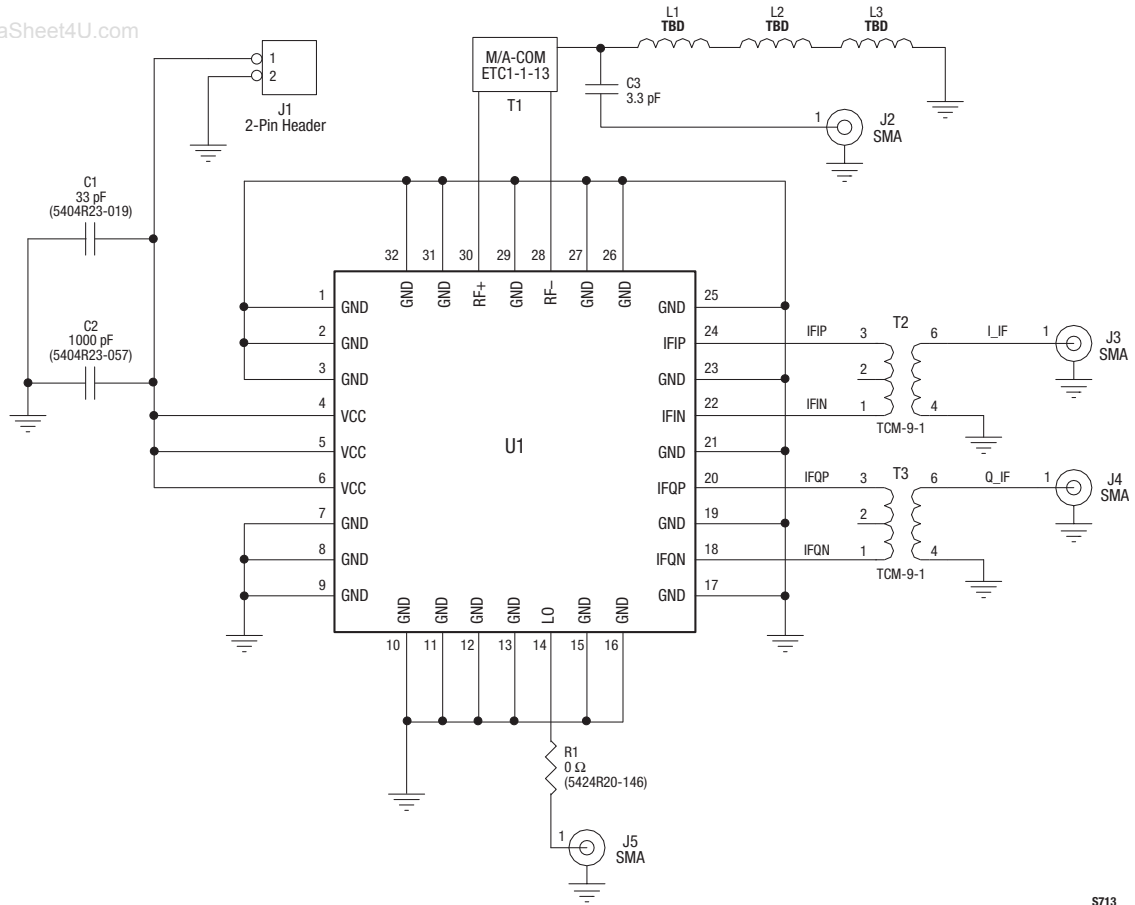 aSheet4U.com
1
2
J1
2-Pin Header
M/A-COM
ETC1-1-13
T1
L1
TBD
L2
TBD
L3
TBD
C3
3.3 pF
1
J2
SMA
C1
33 pF
(5404R23-019)
C2
1000 pF
(5404R23-057)
32
31
30
29
28
27
26
GND
GND
RF+
GND
RF–
GND
GND
1
GND
2
GND
3
GND
4
VCC
5
VCC
6
VCC
7
GND
8
GND
9
GND
U1
25
GND
24
IFIP
23
GND
22
IFIN
21
GND
20
IFQP
19
GND
18
IFQN
17
GND
IFIP
3
T2
6
I_IF
1
J3
SMA
2
IFIN
1
4
TCM-9-1
IFQP
3
T3
6
Q_IF
1
J4
SMA
2
IFQN
1
4
TCM-9-1
GND
GND
GND
GND
LO
GND
GND
10
11
12
13
14
15
16
R1
0 Ω
(5424R20-146)
1
J5
SMA
S713